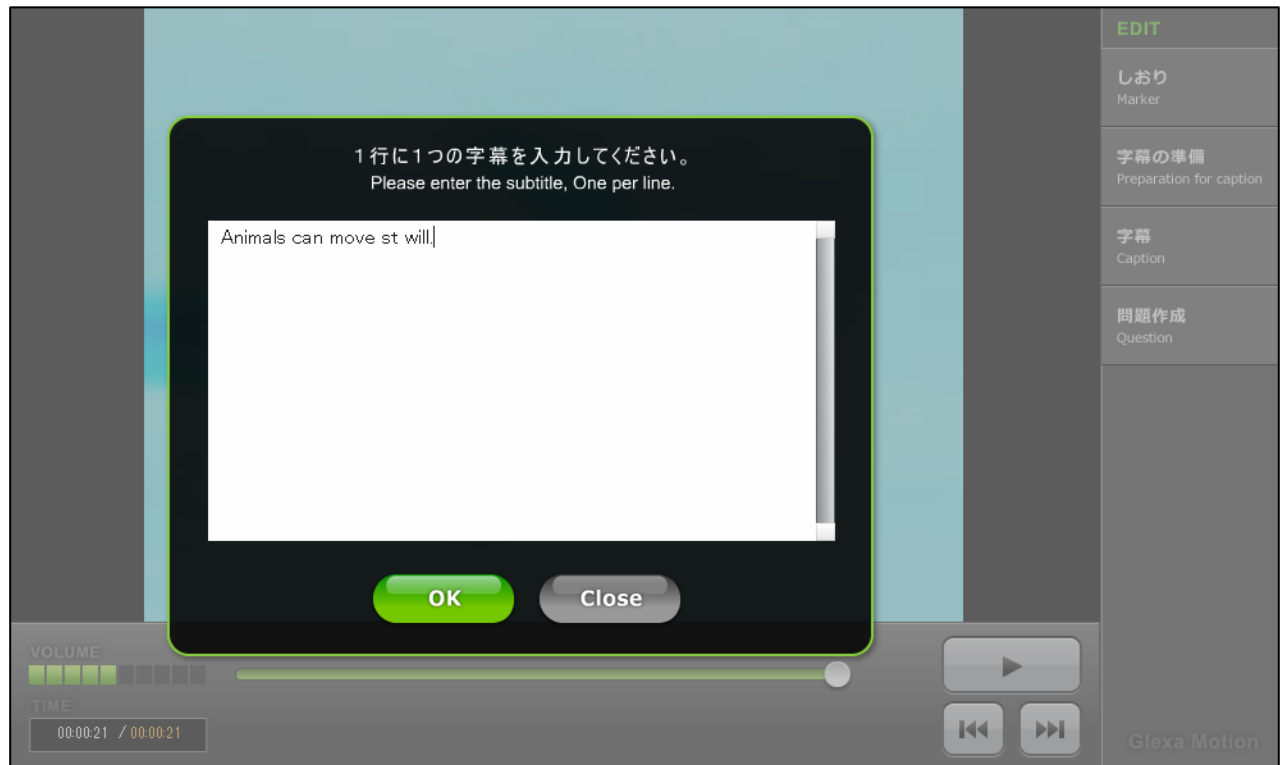 EDIT
しおり
Marker
字幕の準備
Preparation for caption
字幕
Caption
問題作成
Question
1行に1つの字幕を入力してください。
Please enter the subtitle, One per line.
Animals can move st will.
OK
Close
VOLUME
TIME
00:00:21 / 00:00:21
Glexa Motion